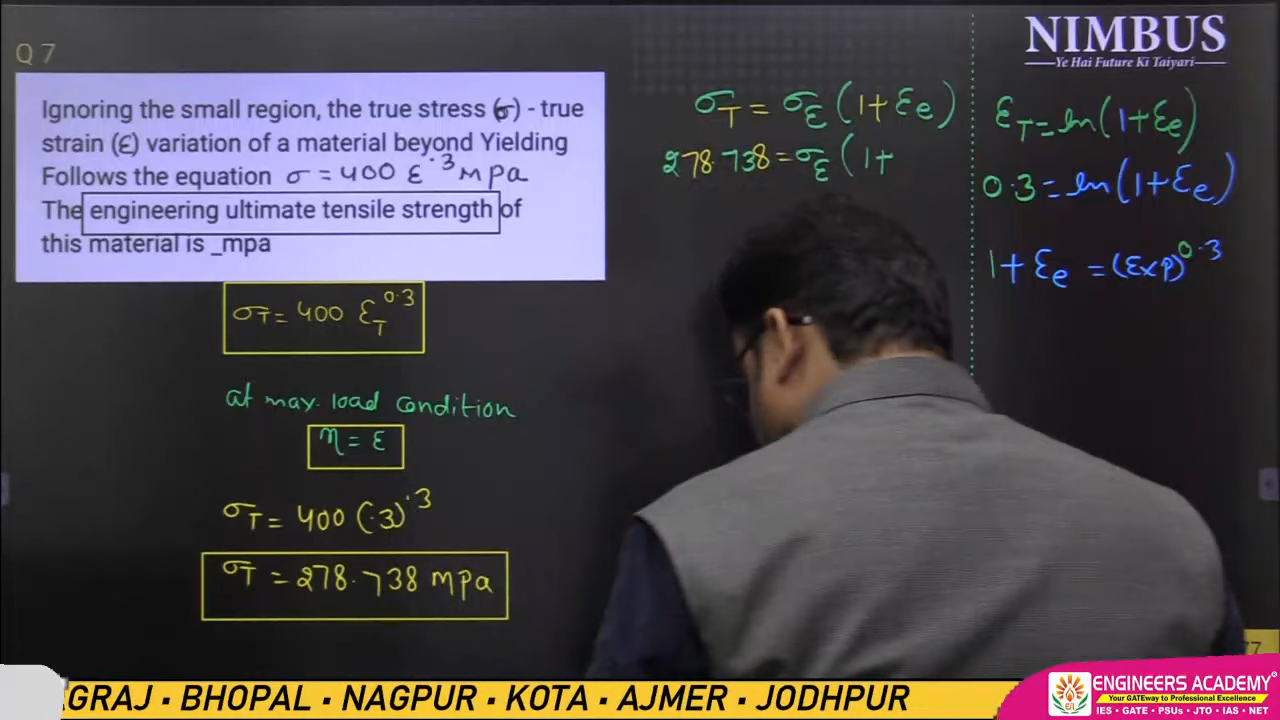 Q 7
Ignoring the small region, the true stress (σ) - true
strain (ε) variation of a material beyond Yielding
Follows the equation σ = 400 ε^.3 mpa
The engineering ultimate tensile strength of
this material is _mpa
σT = 400 εT^0.3
at max. load condition
η = ε
σT = 400 (.3)^.3
σT = 278.738 mpa
σT = σE (1+εe)
278.738 = σE (1+
NIMBUS
Ye Hai Future Ki Taiyari
εT = ln(1+εe)
0.3 = ln(1+εe)
1+εe = (Exp)^0.3
77
GRAJ · BHOPAL · NAGPUR · KOTA · AJMER · JODHPUR
ENGINEERS ACADEMY
Your GATEway to Professional Excellence
IES • GATE • PSUs • JTO • IAS • NET